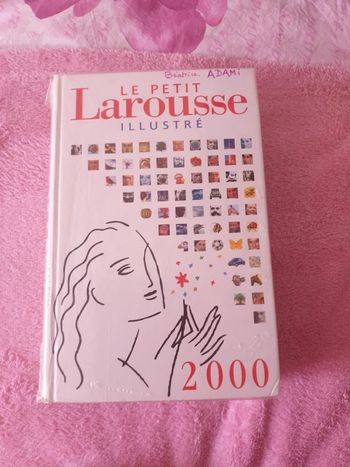 Béatrice ADAMI
LE PETIT
Larousse
ILLUSTRÉ
2000